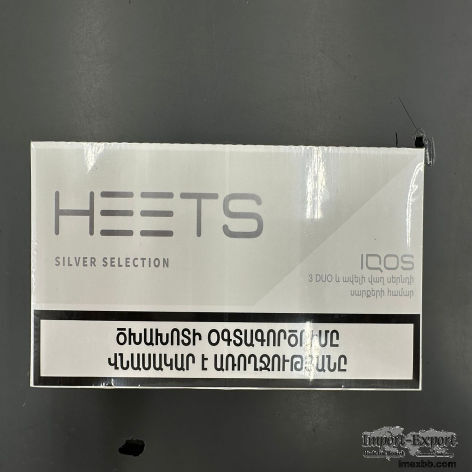 HEETS
SILVER SELECTION
IQOS
3 DUO և ավելի վաղ սերնդի
սարքերի համար
ԾԽԱԽՈՏԻ ՕԳՏԱԳՈՐԾՈՒՄԸ
ՎՆԱՍԱԿԱՐ Է ԱՌՈՂՋՈՒԹՅԱՆԸ
Import-Export
imexbb.com